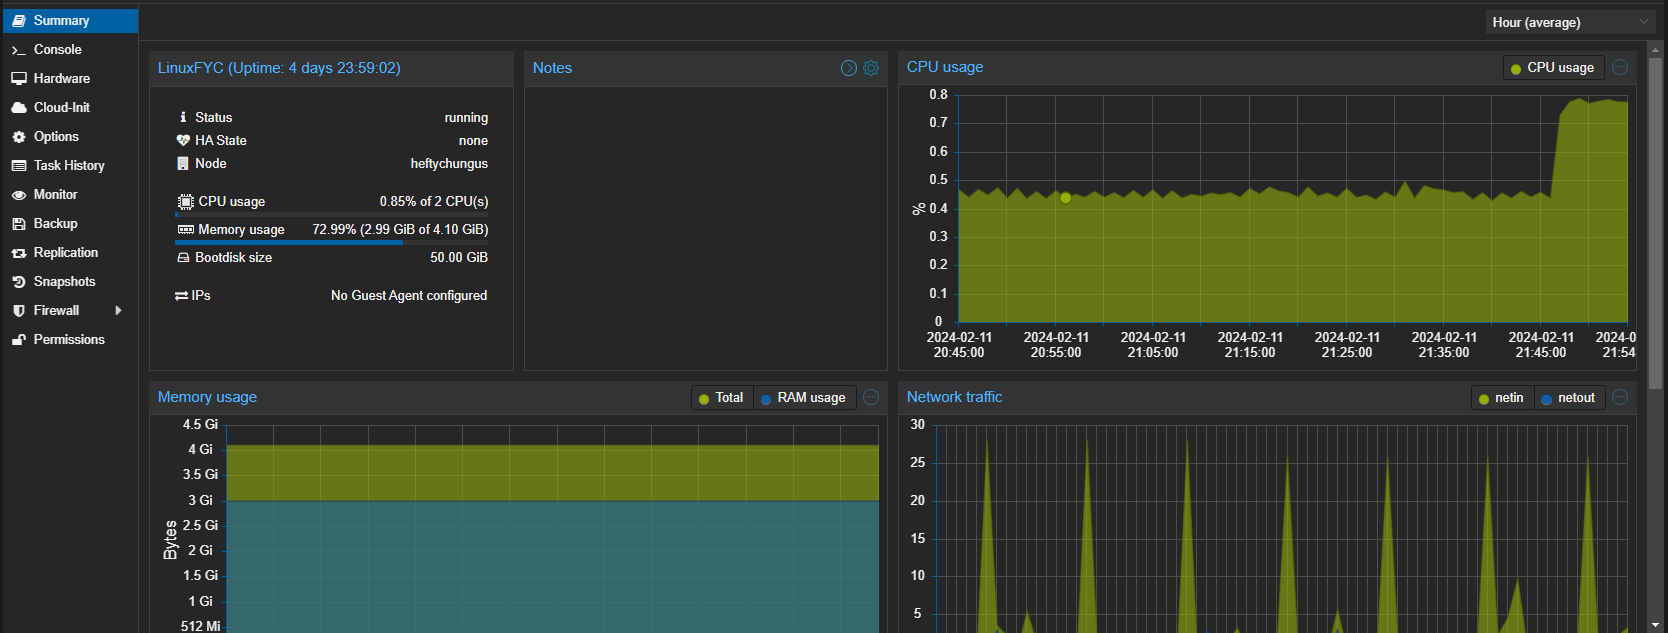 Summary
Console
Hardware
Cloud-Init
Options
Task History
Monitor
Backup
Replication
Snapshots
Firewall
Permissions
Hour (average)
LinuxFYC (Uptime: 4 days 23:59:02)
Status running
HA State none
Node heftychungus
CPU usage 0.85% of 2 CPU(s)
Memory usage 72.99% (2.99 GiB of 4.10 GiB)
Bootdisk size 50.00 GiB
IPs No Guest Agent configured
Notes
CPU usage
CPU usage
0.8
0.7
0.6
0.5
0.4
0.3
0.2
0.1
0
%
2024-02-11 2024-02-11 2024-02-11 2024-02-11 2024-02-11 2024-02-11 2024-02-11 2024-0
20:45:00 20:55:00 21:05:00 21:15:00 21:25:00 21:35:00 21:45:00 21:54
Memory usage
Total RAM usage
4.5 Gi
4 Gi
3.5 Gi
3 Gi
2.5 Gi
2 Gi
1.5 Gi
1 Gi
512 Mi
Bytes
Network traffic
netin netout
30
25
20
15
10
5